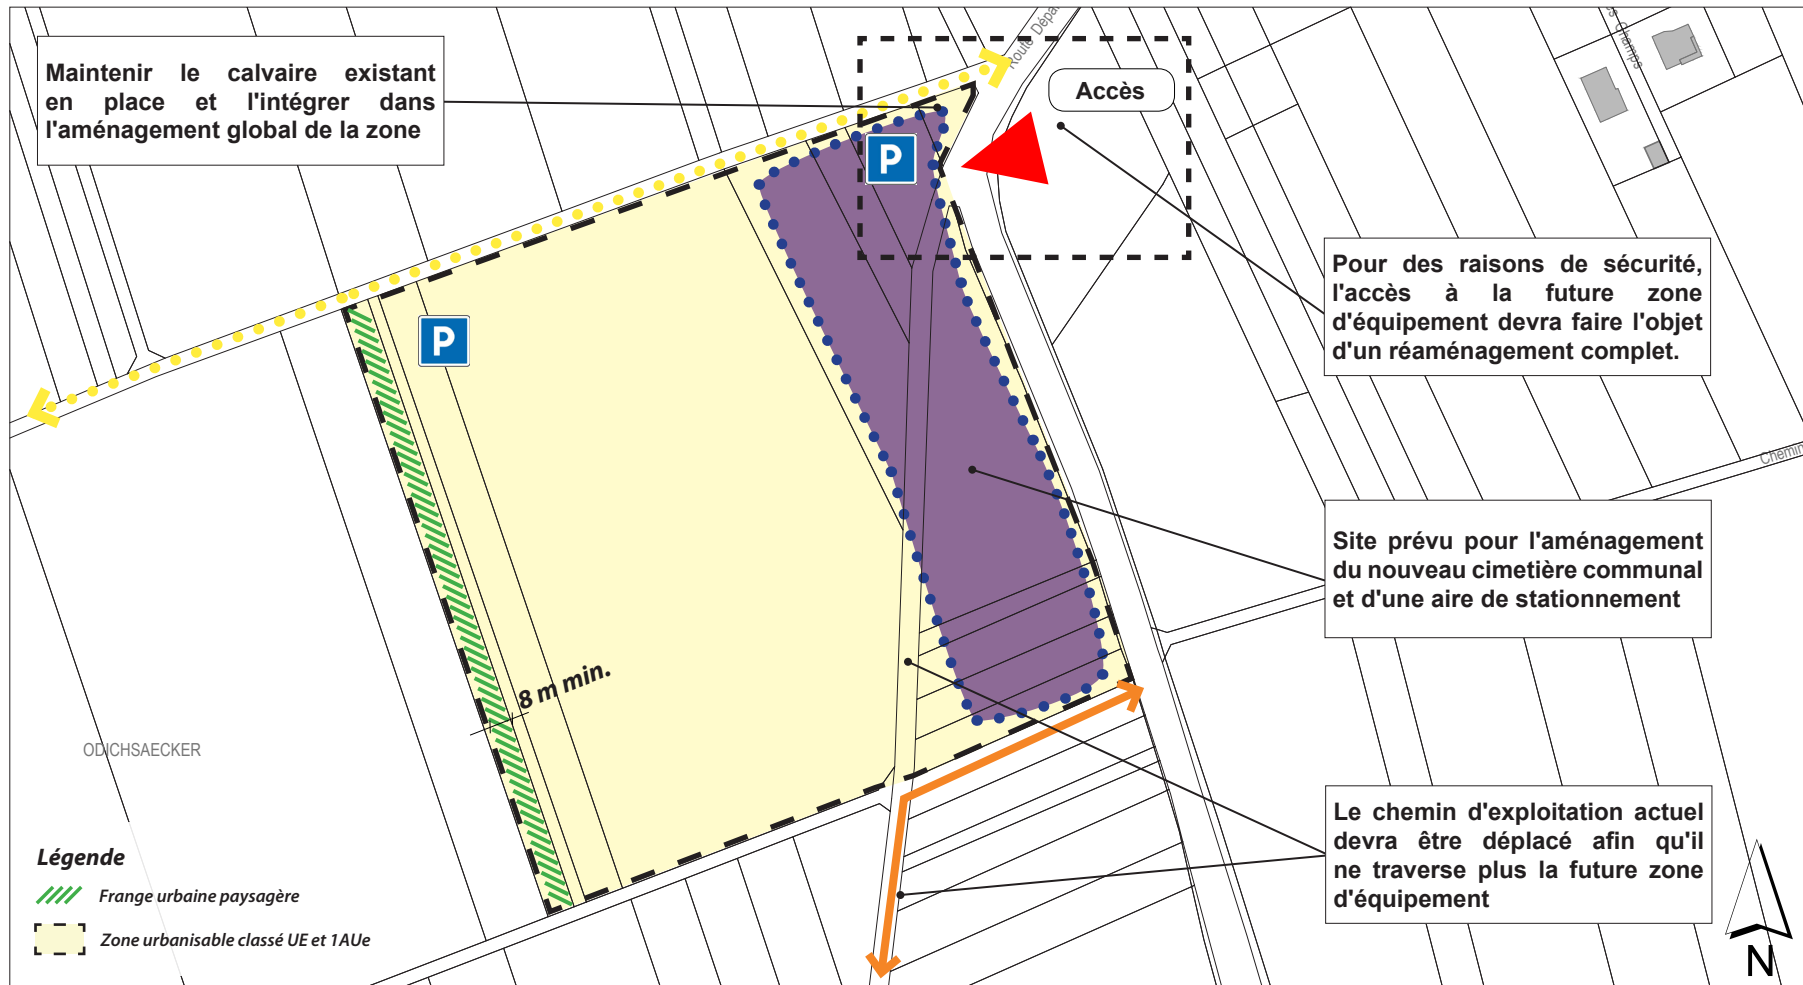 Maintenir le calvaire existant
en place et l'intégrer dans
l'aménagement global de la zone
Route
Accès
Champs
P
Pour des raisons de sécurité,
l'accès à la future zone
d'équipement devra faire l'objet
d'un réaménagement complet.
P
Chemin
Site prévu pour l'aménagement
du nouveau cimetière communal
et d'une aire de stationnement
8 m min.
ODICHSAECKER
Le chemin d'exploitation actuel
devra être déplacé afin qu'il
ne traverse plus la future zone
d'équipement
Légende
Frange urbaine paysagère
Zone urbanisable classé UE et 1AUe
N